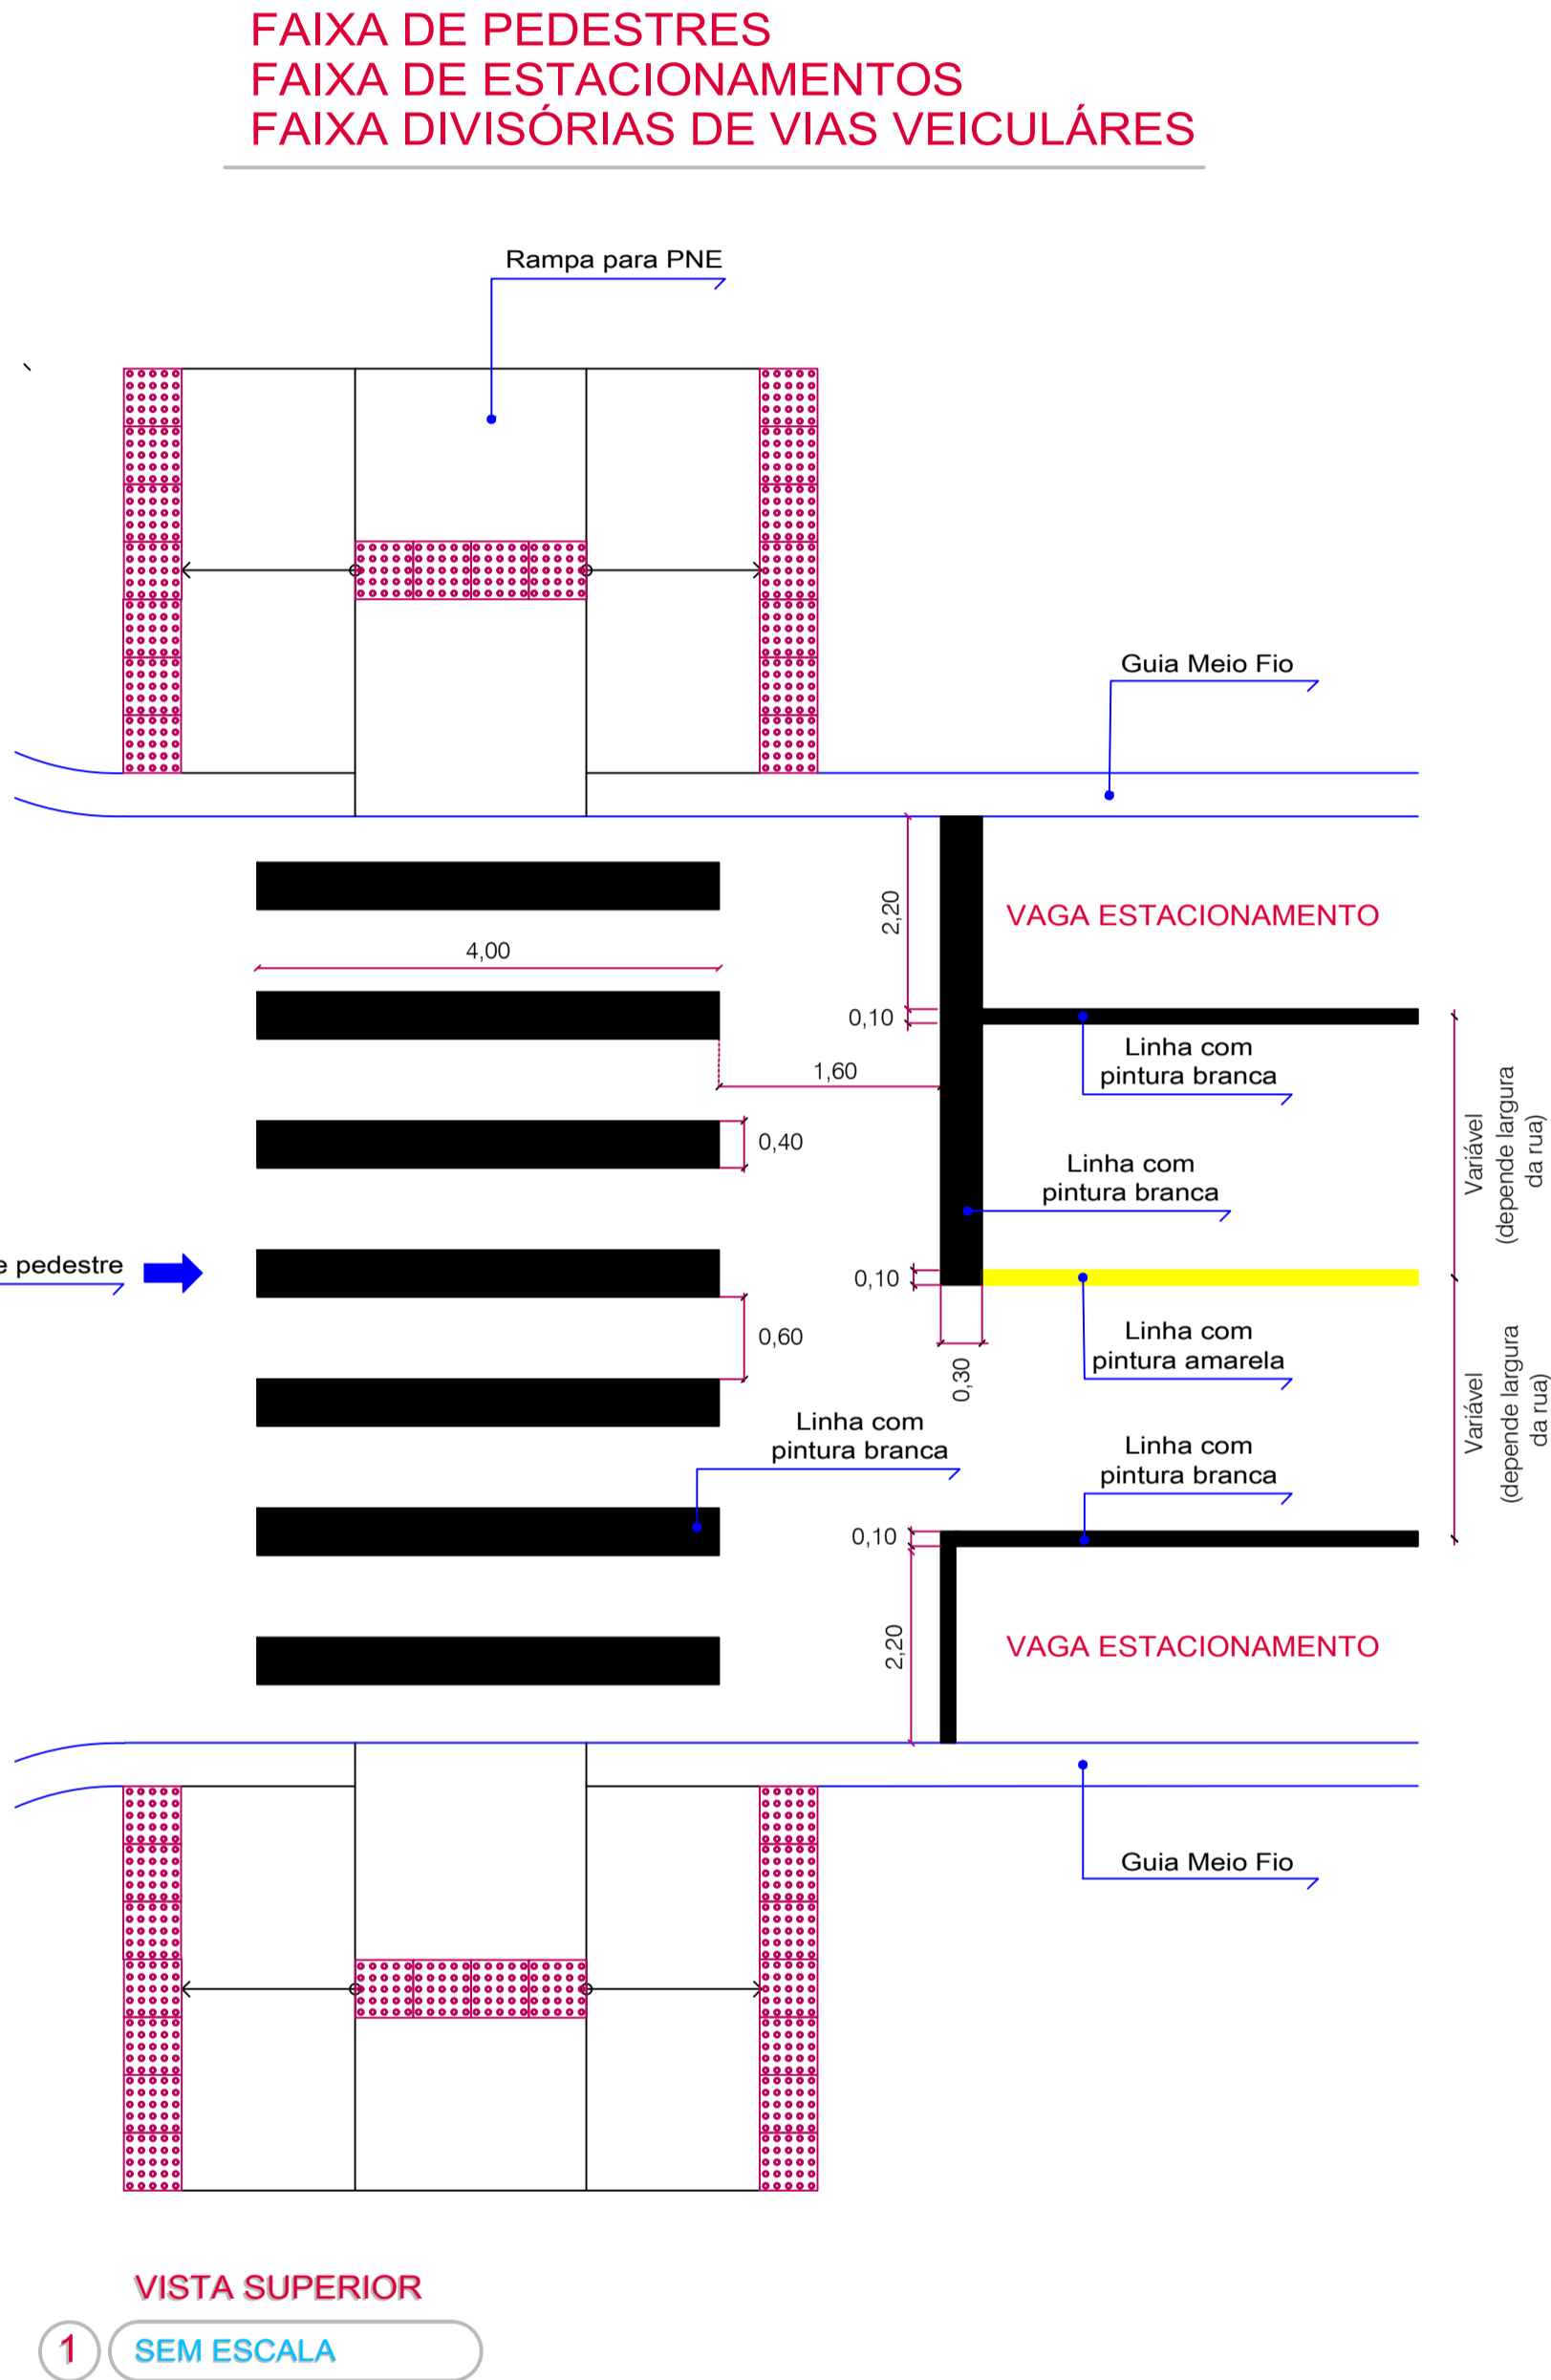 FAIXA DE PEDESTRES
FAIXA DE ESTACIONAMENTOS
FAIXA DIVISÓRIAS DE VIAS VEICULÁRES
Rampa para PNE
Guia Meio Fio
2,20
VAGA ESTACIONAMENTO
4,00
0,10
Linha com
pintura branca
1,60
Variável
(depende largura
da rua)
0,40
Linha com
pintura branca
e pedestre
0,10
0,60
Linha com
pintura amarela
0,30
Variável
(depende largura
da rua)
Linha com
pintura branca
Linha com
pintura branca
0,10
2,20
VAGA ESTACIONAMENTO
Guia Meio Fio
VISTA SUPERIOR
1
SEM ESCALA